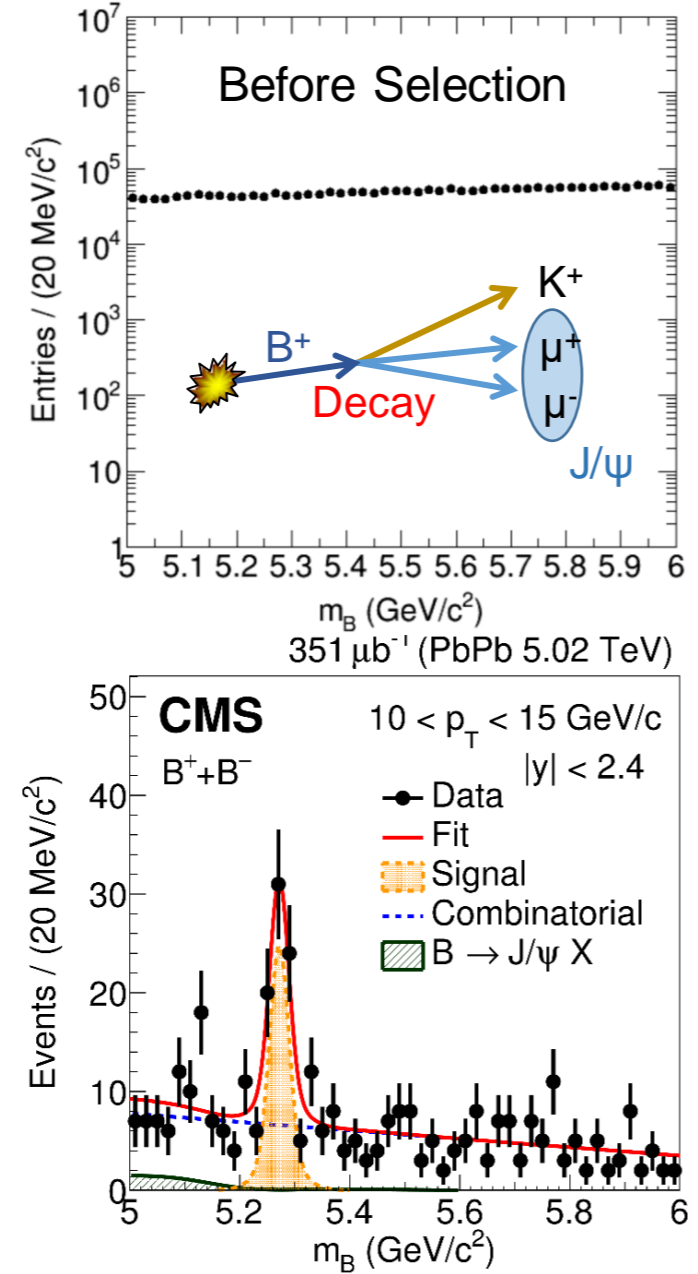 10⁷
Before Selection
10⁶
10⁵
10⁴
10³
10²
10
1
Entries / (20 MeV/c²)
K⁺
B⁺
μ⁺
Decay
μ⁻
J/ψ
5 5.1 5.2 5.3 5.4 5.5 5.6 5.7 5.8 5.9 6
m_B (GeV/c²)
351 μb⁻¹ (PbPb 5.02 TeV)
50
40
30
20
10
0
Events / (20 MeV/c²)
CMS
10 < p_T < 15 GeV/c
B⁺+B⁻
|y| < 2.4
Data
Fit
Signal
Combinatorial
B → J/ψ X
5 5.2 5.4 5.6 5.8 6
m_B (GeV/c²)